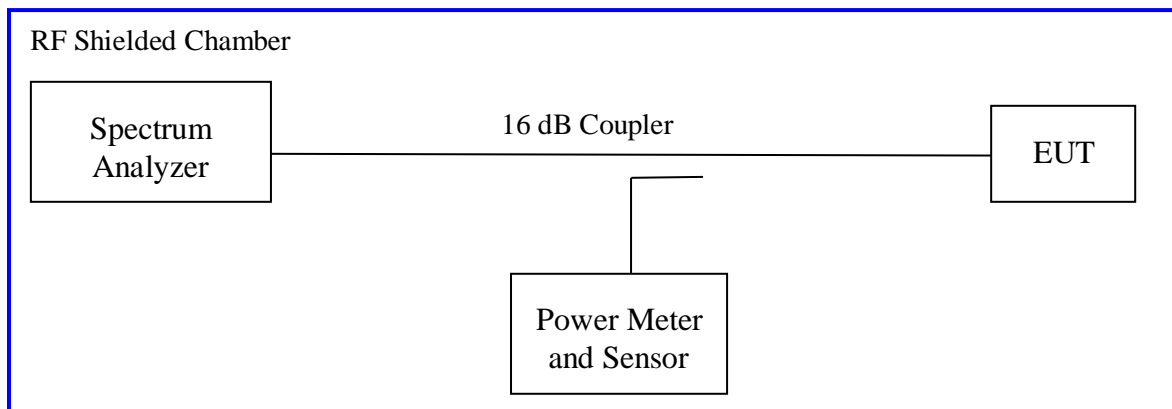 RF Shielded Chamber
Spectrum
Analyzer
16 dB Coupler
EUT
Power Meter
and Sensor